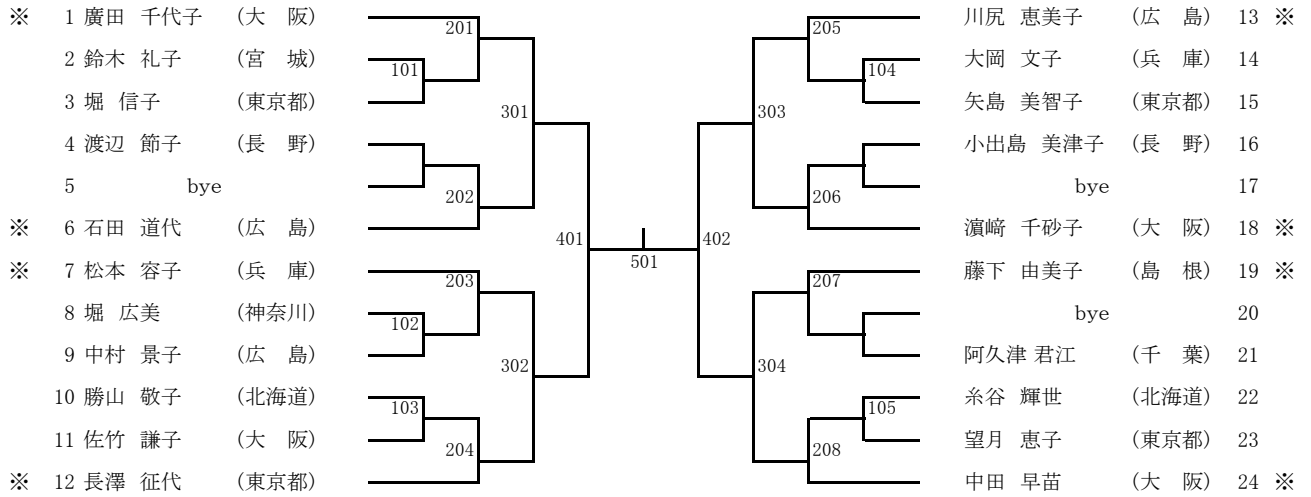 ※ 1 廣田 千代子 (大 阪) 201 205 川尻 恵美子 (広 島) 13 ※
2 鈴木 礼子 (宮 城) 101 104 大岡 文子 (兵 庫) 14
3 堀 信子 (東京都) 301 303 矢島 美智子 (東京都) 15
4 渡辺 節子 (長 野) 小出島 美津子 (長 野) 16
5 bye 202 206 bye 17
※ 6 石田 道代 (広 島) 401 501 402 濵﨑 千砂子 (大 阪) 18 ※
※ 7 松本 容子 (兵 庫) 203 207 藤下 由美子 (島 根) 19 ※
8 堀 広美 (神奈川) 102 bye 20
9 中村 景子 (広 島) 302 304 阿久津 君江 (千 葉) 21
10 勝山 敬子 (北海道) 103 105 糸谷 輝世 (北海道) 22
11 佐竹 謙子 (大 阪) 204 208 望月 恵子 (東京都) 23
※ 12 長澤 征代 (東京都) 中田 早苗 (大 阪) 24 ※